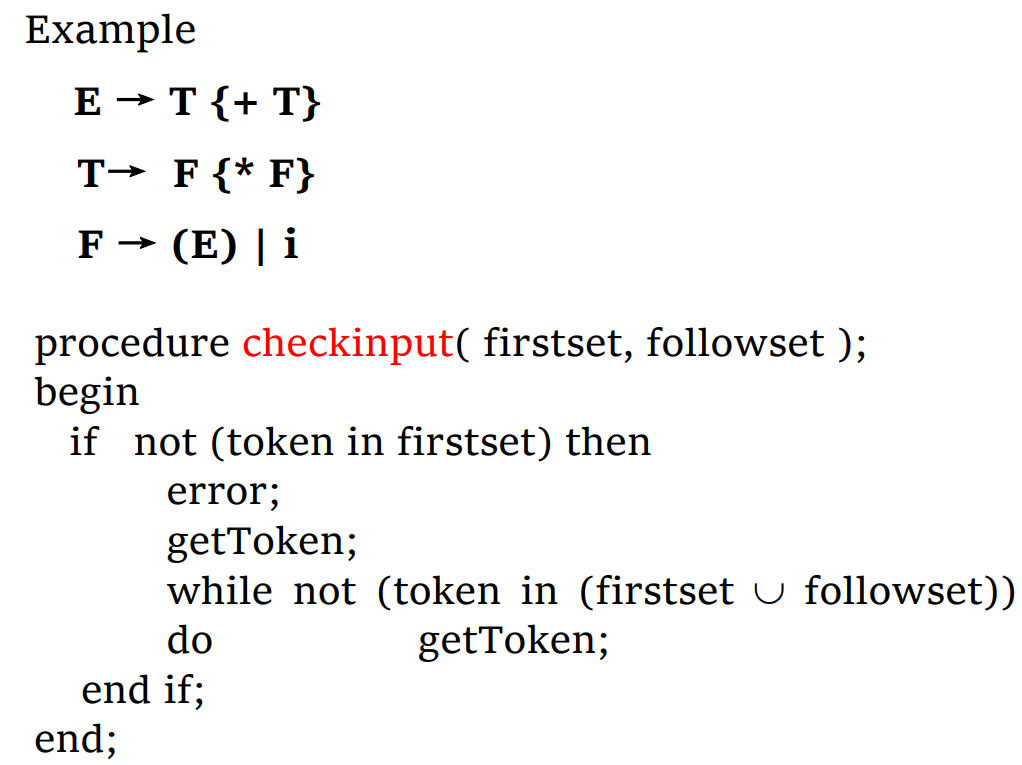 Example
E → T {+ T}
T→ F {* F}
F → (E) | i
procedure checkinput( firstset, followset );
begin
if not (token in firstset) then
error;
getToken;
while not (token in (firstset ∪ followset))
do getToken;
end if;
end;